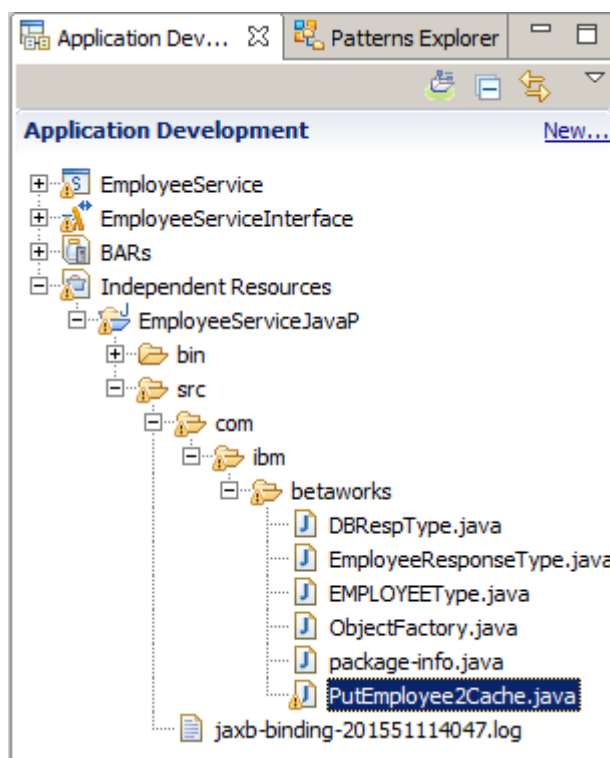 Application Dev... Patterns Explorer
Application Development New...
EmployeeService
EmployeeServiceInterface
BARs
Independent Resources
EmployeeServiceJavaP
bin
src
com
ibm
betaworks
DBRespType.java
EmployeeResponseType.java
EMPLOYEEType.java
ObjectFactory.java
package-info.java
PutEmployee2Cache.java
jaxb-binding-201551114047.log